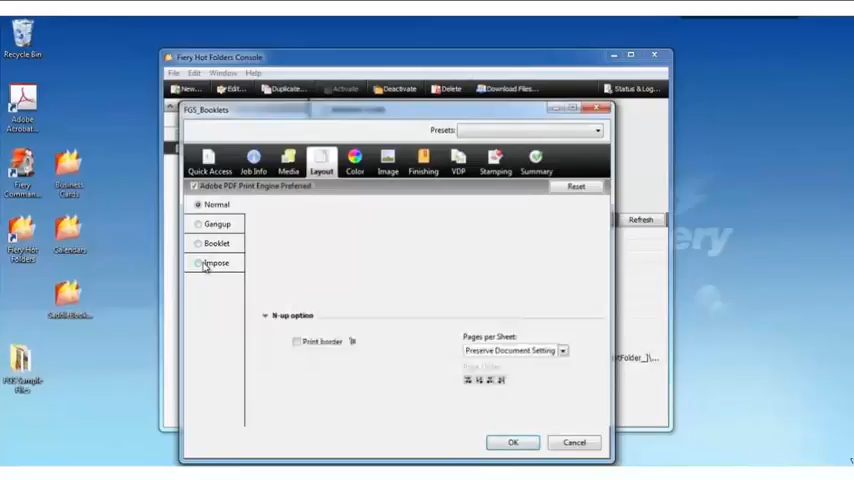 Recycle Bin
Adobe
Acrobat...
Fiery
Comman...
Business
Cards
Fiery Hot
Folders
Calendars
FGS Sample
Files
Fiery Hot Folders Console
File Edit Window Help
New... Edit... Duplicate... Activate Deactivate Delete Download Files... Status & Log...
FGS_Booklets
Presets:
Quick Access Job Info Media Layout Color Image Finishing VDP Stamping Summary
Adobe PDF Print Engine Preferred
Reset
Normal
Gangup
Refresh
Booklet
ery
Impose
N-up option
Pages per Sheet:
Print border
Preserve Document Setting
otFolder_]\...
OK Cancel